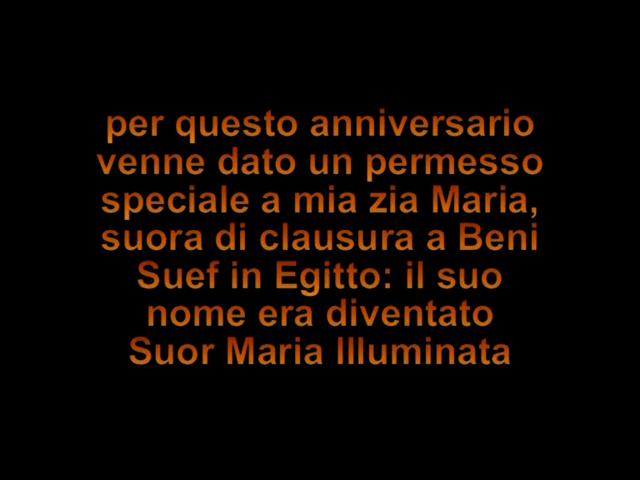 per questo anniversario
venne dato un permesso
speciale a mia zia Maria,
suora di clausura a Beni
Suef in Egitto: il suo
nome era diventato
Suor Maria Illuminata